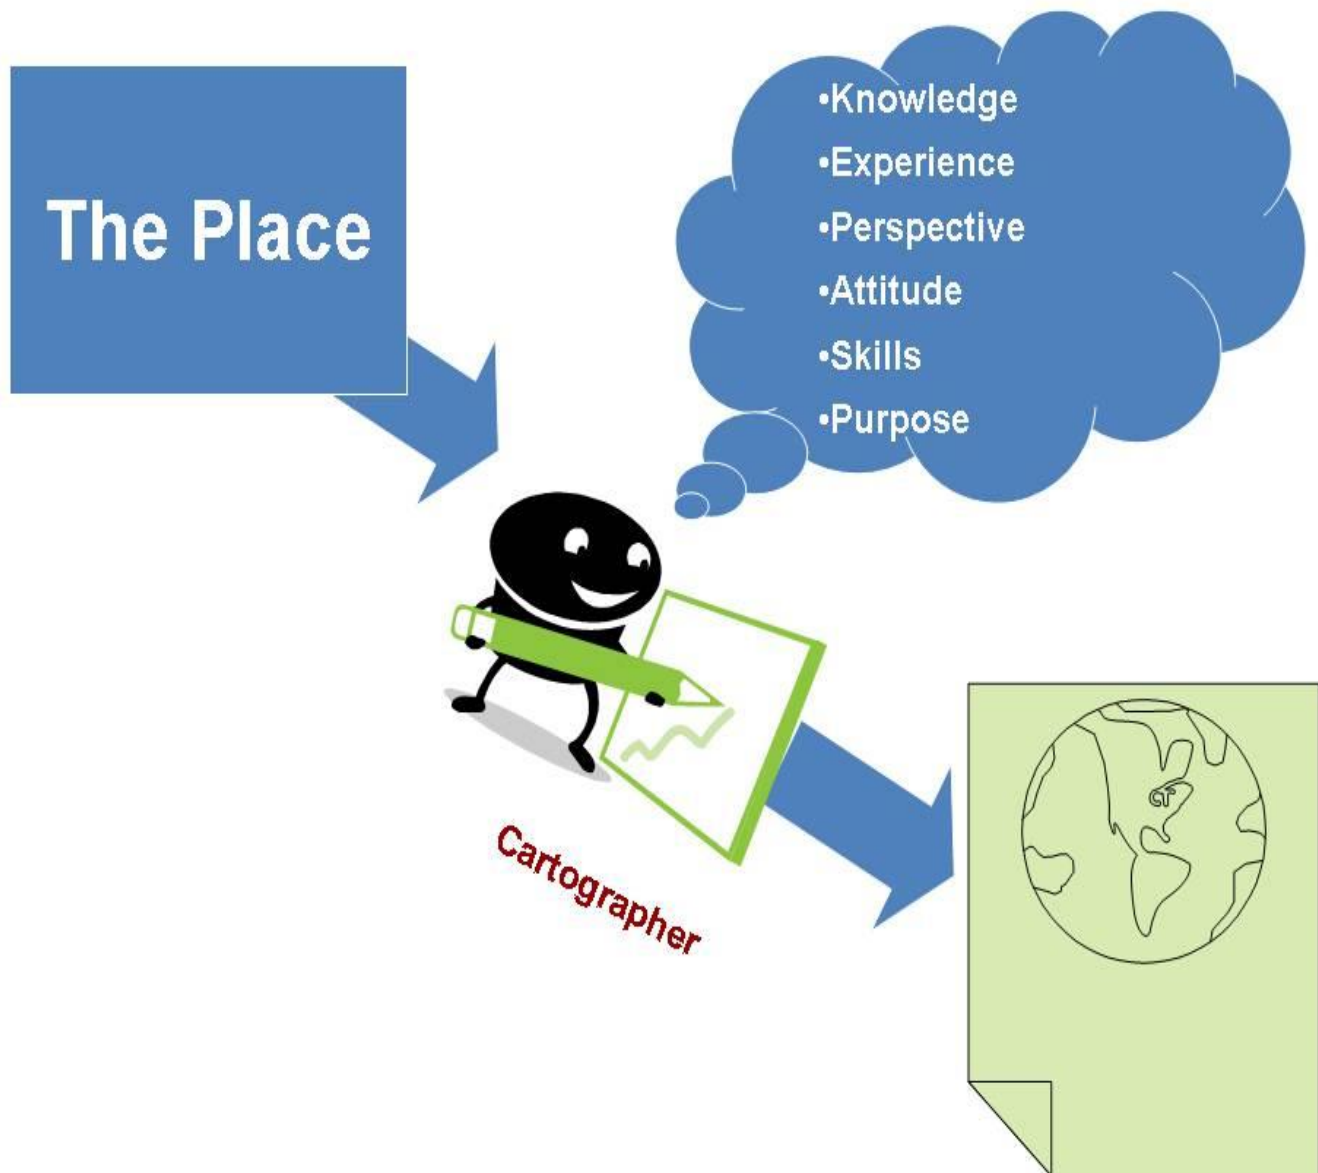 The Place
•Knowledge
•Experience
•Perspective
•Attitude
•Skills
•Purpose
Cartographer